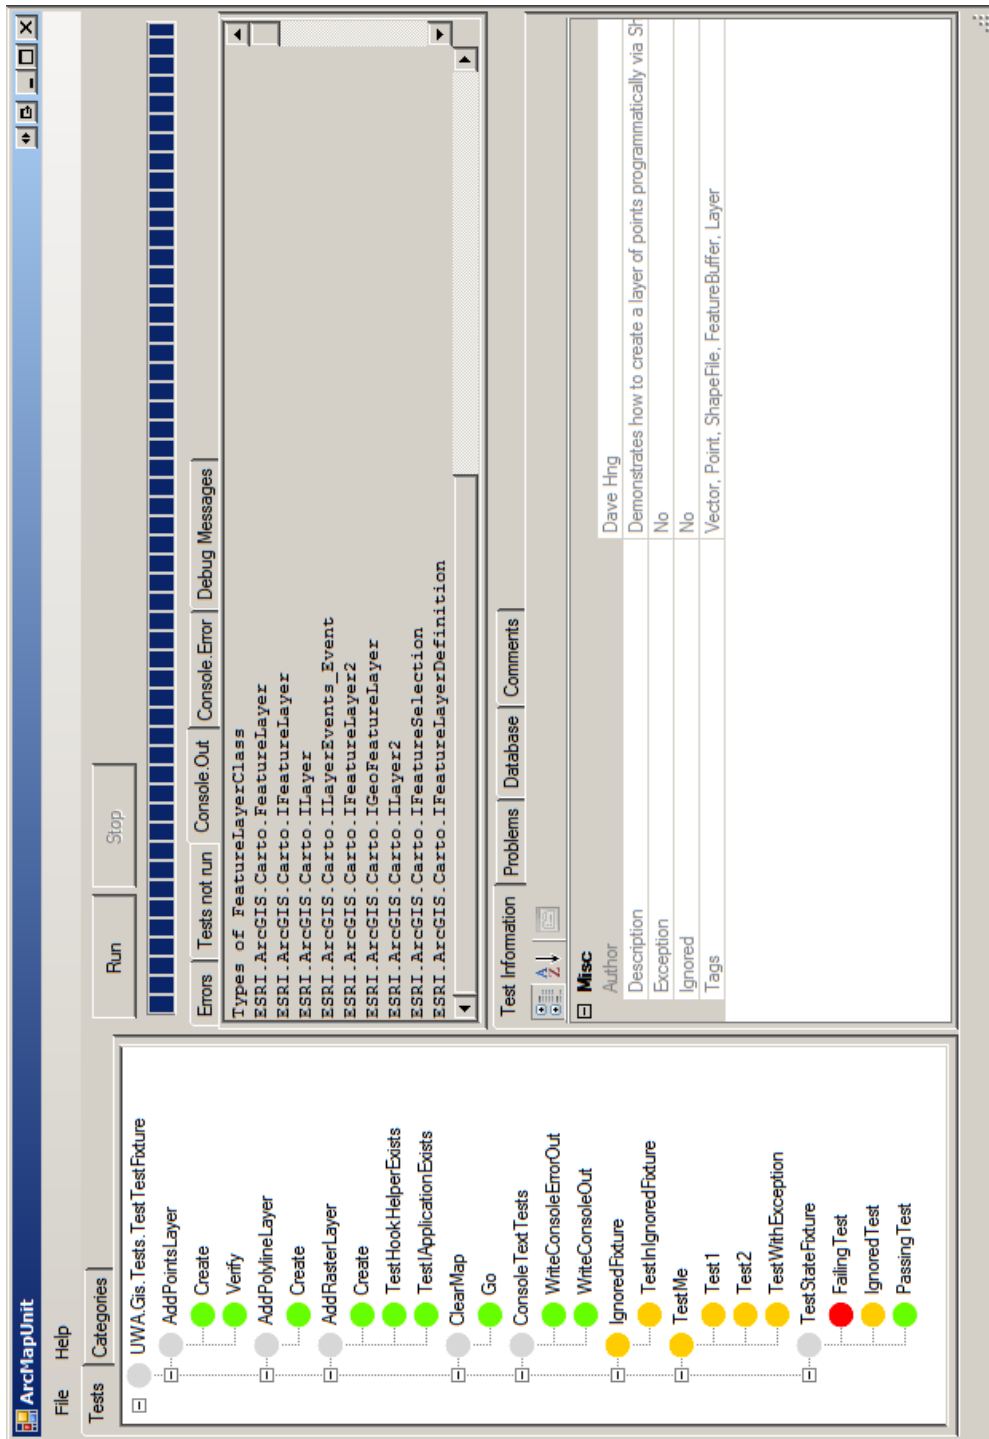 ArcMapUnit
File Help
Tests Categories
UWA.Gis.Tests.TestTestFixture
AddPointsLayer
Create
Verify
AddPolylineLayer
Create
AddRasterLayer
Create
TestHookHelperExists
TestIApplicationExists
ClearMap
Go
ConsoleTextTests
WriteConsoleErrorOut
WriteConsoleOut
IgnoredFixture
TestInIgnoredFixture
TestMe
Test1
Test2
TestWithException
TestStateFixture
FailingTest
IgnoredTest
PassingTest
Run Stop
Errors Tests not run Console.Out Console.Error Debug Messages
Types of FeatureLayerClass
ESRI.ArcGIS.Carto.FeatureLayer
ESRI.ArcGIS.Carto.IFeatureLayer
ESRI.ArcGIS.Carto.ILayer
ESRI.ArcGIS.Carto.ILayerEvents_Event
ESRI.ArcGIS.Carto.IFeatureLayer2
ESRI.ArcGIS.Carto.IGeoFeatureLayer
ESRI.ArcGIS.Carto.ILayer2
ESRI.ArcGIS.Carto.IFeatureSelection
ESRI.ArcGIS.Carto.IFeatureLayerDefinition
Test Information Problems Database Comments
Misc
Author Dave Hng
Description Demonstrates how to create a layer of points programmatically via Sh
Exception No
Ignored No
Tags Vector, Point, ShapeFile, FeatureBuffer, Layer